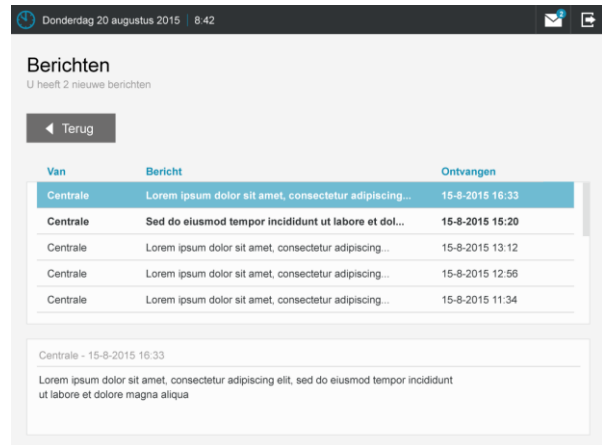 Donderdag 20 augustus 2015 | 8:42 2
Berichten
U heeft 2 nieuwe berichten
Terug
Van Bericht Ontvangen
Centrale Lorem ipsum dolor sit amet, consectetur adipiscing... 15-8-2015 16:33
Centrale Sed do eiusmod tempor incididunt ut labore et dol... 15-8-2015 15:20
Centrale Lorem ipsum dolor sit amet, consectetur adipiscing... 15-8-2015 13:12
Centrale Lorem ipsum dolor sit amet, consectetur adipiscing... 15-8-2015 12:56
Centrale Lorem ipsum dolor sit amet, consectetur adipiscing... 15-8-2015 11:34
Centrale - 15-8-2015 16:33
Lorem ipsum dolor sit amet, consectetur adipiscing elit, sed do eiusmod tempor incididunt
ut labore et dolore magna aliqua